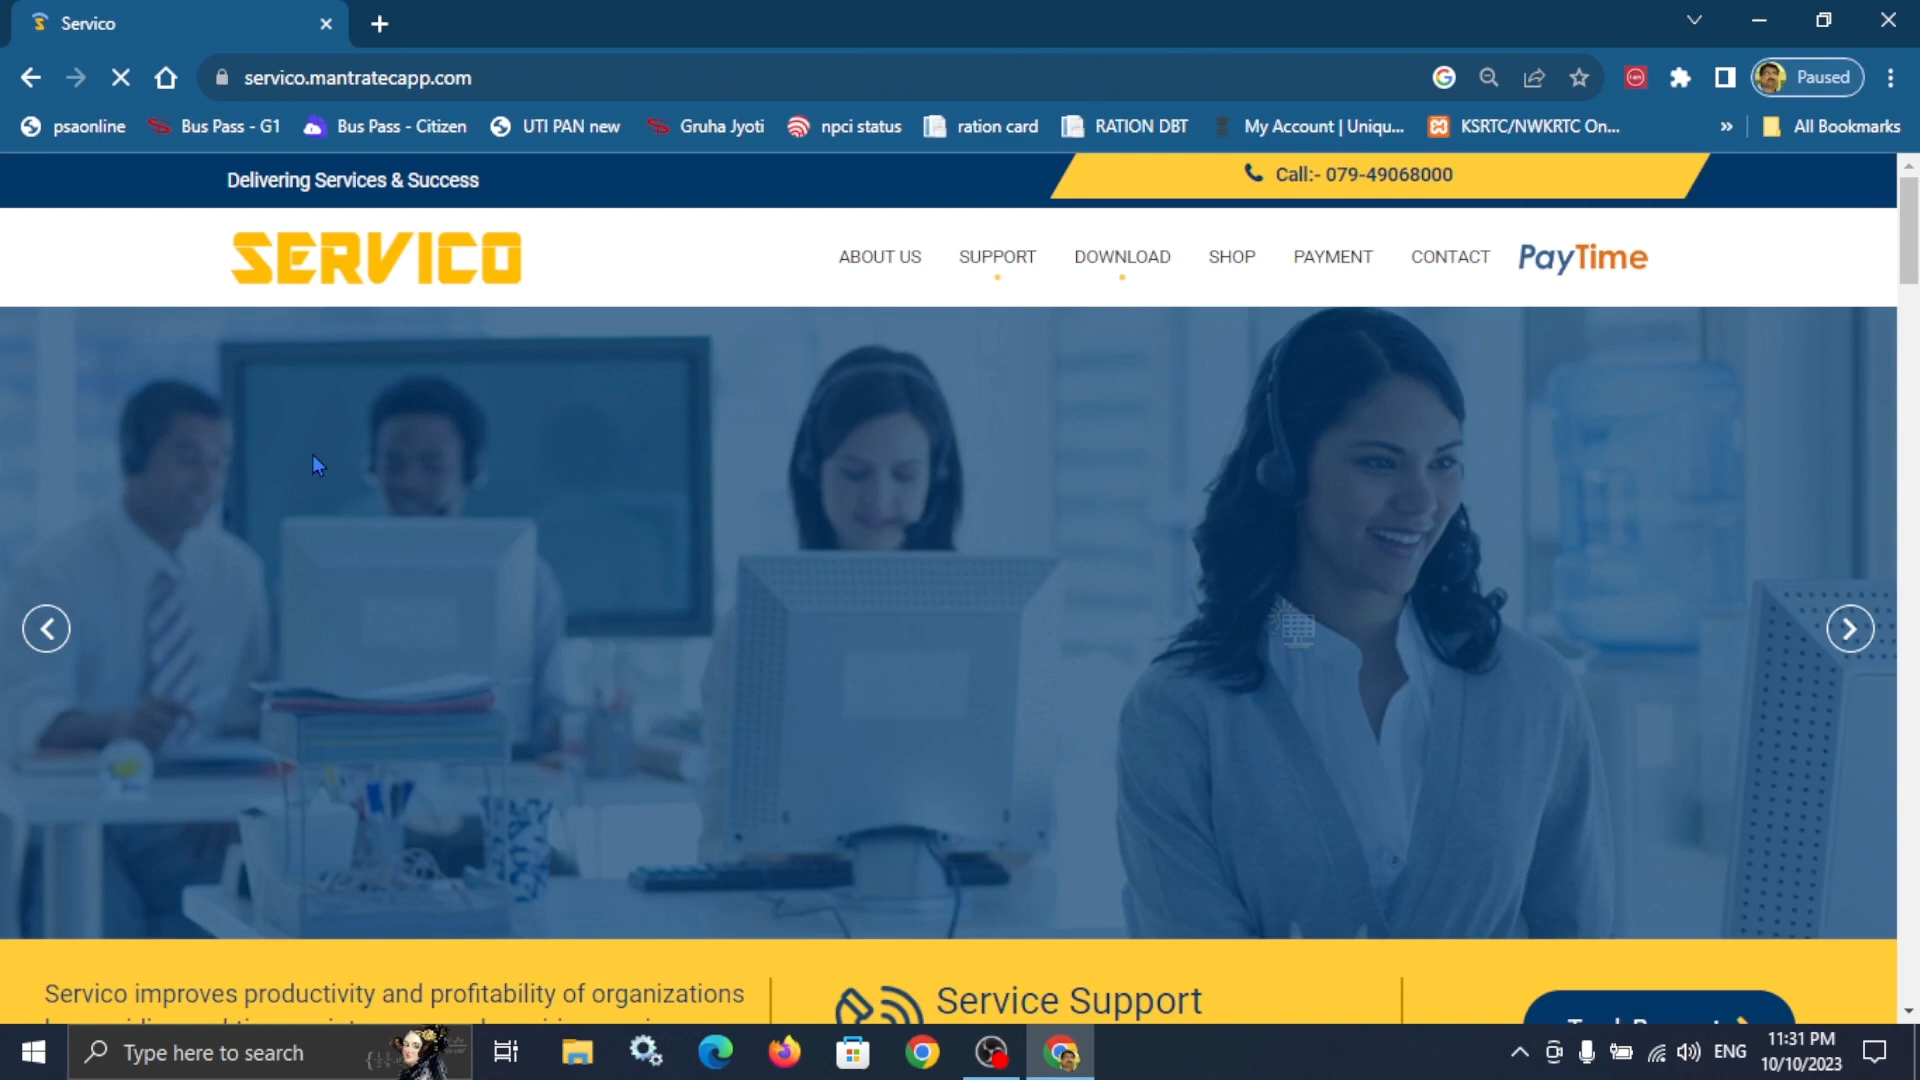 Servico
servico.mantratecapp.com
Paused
psaonline
Bus Pass - G1
Bus Pass - Citizen
UTI PAN new
Gruha Jyoti
npci status
ration card
RATION DBT
My Account | Uniqu...
KSRTC/NWKRTC On...
»
All Bookmarks
Delivering Services & Success
Call:- 079-49068000
SERVICO
ABOUT US
SUPPORT
DOWNLOAD
SHOP
PAYMENT
CONTACT
PayTime
Servico improves productivity and profitability of organizations
Service Support
Type here to search
ENG
11:31 PM
10/10/2023